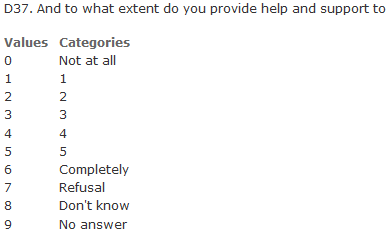 D37. And to what extent do you provide help and support to
Values Categories
0 Not at all
1 1
2 2
3 3
4 4
5 5
6 Completely
7 Refusal
8 Don't know
9 No answer